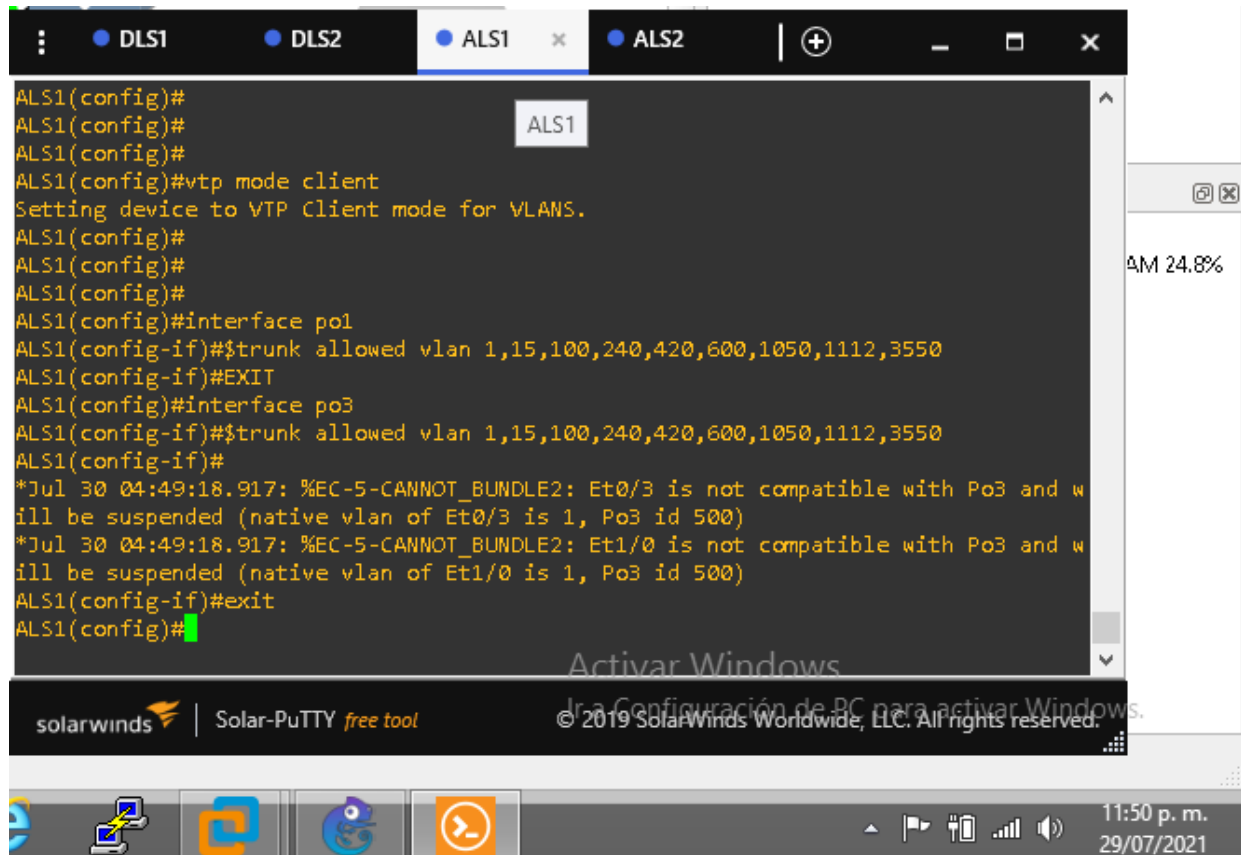 DLS1 DLS2 ALS1 × ALS2
ALS1(config)#
ALS1(config)#
ALS1
ALS1(config)#
ALS1(config)#vtp mode client
Setting device to VTP Client mode for VLANS.
ALS1(config)#
ALS1(config)#
ALS1(config)#
ALS1(config)#interface po1
ALS1(config-if)#$trunk allowed vlan 1,15,100,240,420,600,1050,1112,3550
ALS1(config-if)#EXIT
ALS1(config)#interface po3
ALS1(config-if)#$trunk allowed vlan 1,15,100,240,420,600,1050,1112,3550
ALS1(config-if)#
*Jul 30 04:49:18.917: %EC-5-CANNOT_BUNDLE2: Et0/3 is not compatible with Po3 and w
ill be suspended (native vlan of Et0/3 is 1, Po3 id 500)
*Jul 30 04:49:18.917: %EC-5-CANNOT_BUNDLE2: Et1/0 is not compatible with Po3 and w
ill be suspended (native vlan of Et1/0 is 1, Po3 id 500)
ALS1(config-if)#exit
ALS1(config)#
AM 24.8%
Activar Windows
Ir a Configuración de PC para activar Windows.
solarwinds Solar-PuTTY free tool © 2019 SolarWinds Worldwide, LLC. All rights reserved.
11:50 p. m.
29/07/2021